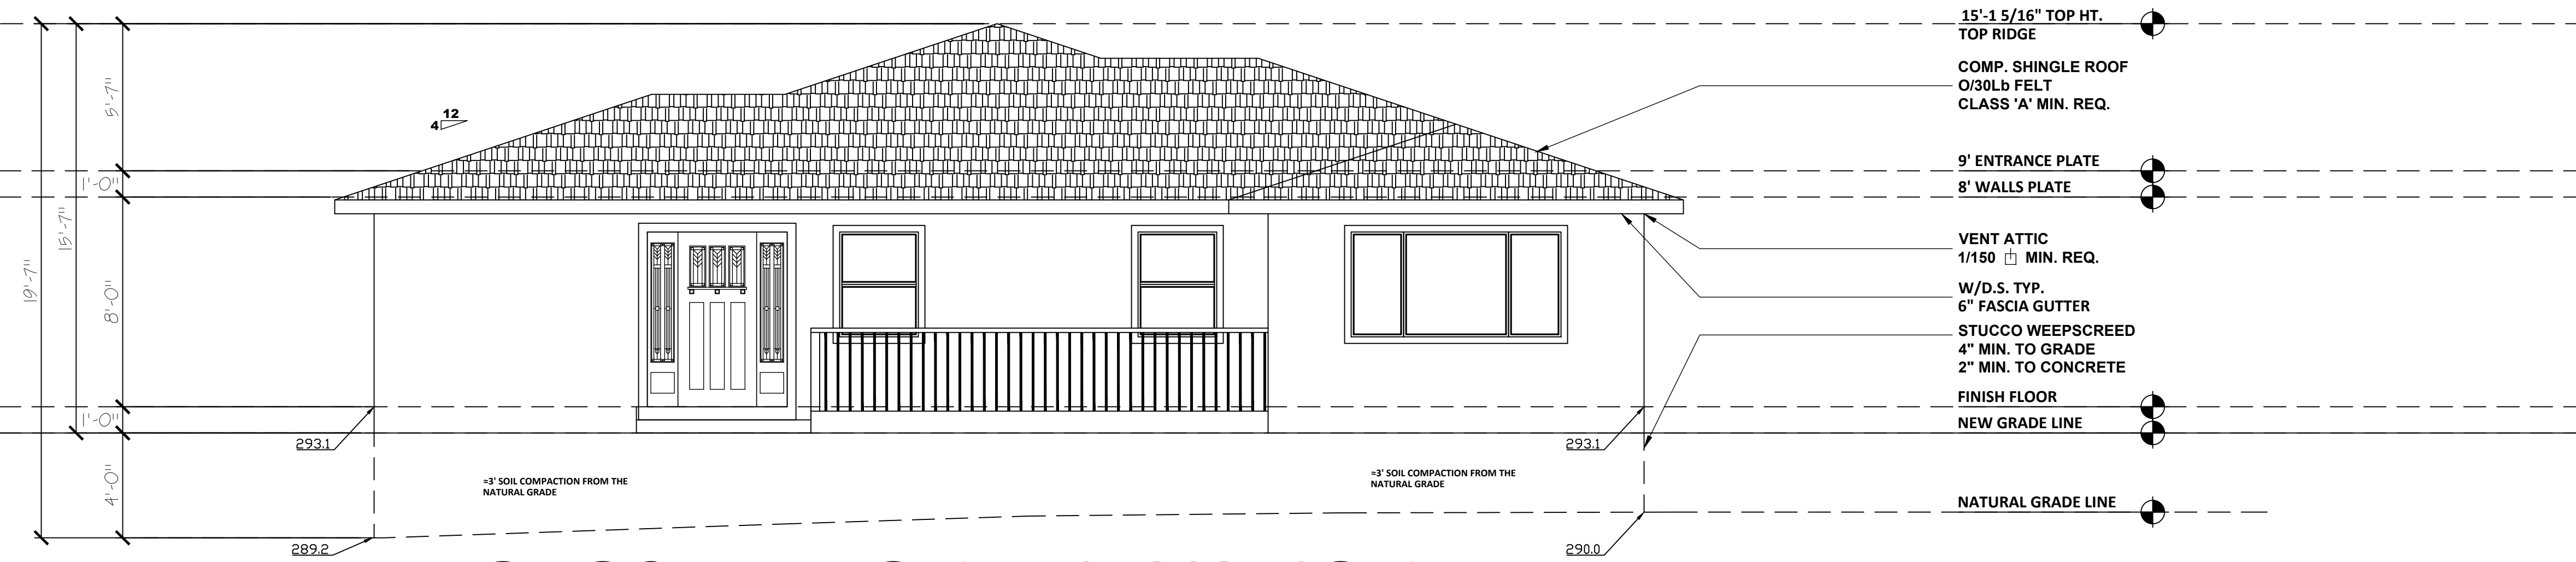 15'-1 5/16" TOP HT.
TOP RIDGE
COMP. SHINGLE ROOF
O/30Lb FELT
CLASS 'A' MIN. REQ.
9' ENTRANCE PLATE
8' WALLS PLATE
VENT ATTIC
1/150 MIN. REQ.
W/D.S. TYP.
6" FASCIA GUTTER
STUCCO WEEPSCREED
4" MIN. TO GRADE
2" MIN. TO CONCRETE
FINISH FLOOR
NEW GRADE LINE
NATURAL GRADE LINE
12
4
5'-7"
1'-0"
15'-7"
19'-7"
8'-0"
1'-0"
4'-0"
293.1
293.1
≈3' SOIL COMPACTION FROM THE
NATURAL GRADE
≈3' SOIL COMPACTION FROM THE
NATURAL GRADE
289.2
290.0